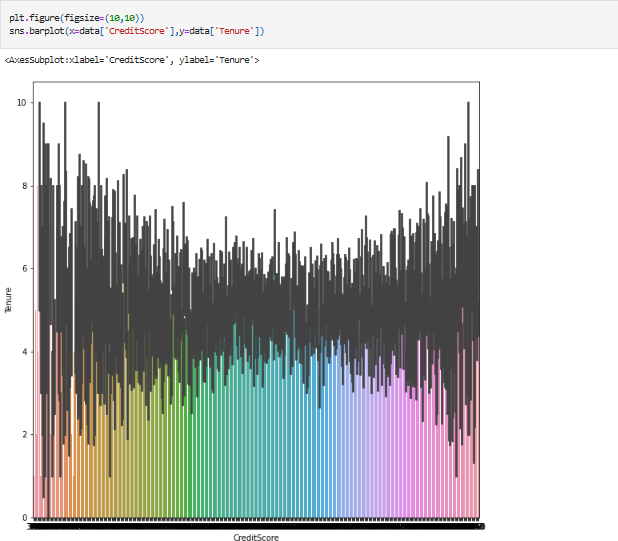 plt.figure(figsize=(10,10))
sns.barplot(x=data['CreditScore'],y=data['Tenure'])
<AxesSubplot:xlabel='CreditScore', ylabel='Tenure'>
10
8
6
4
2
0
Tenure
CreditScore